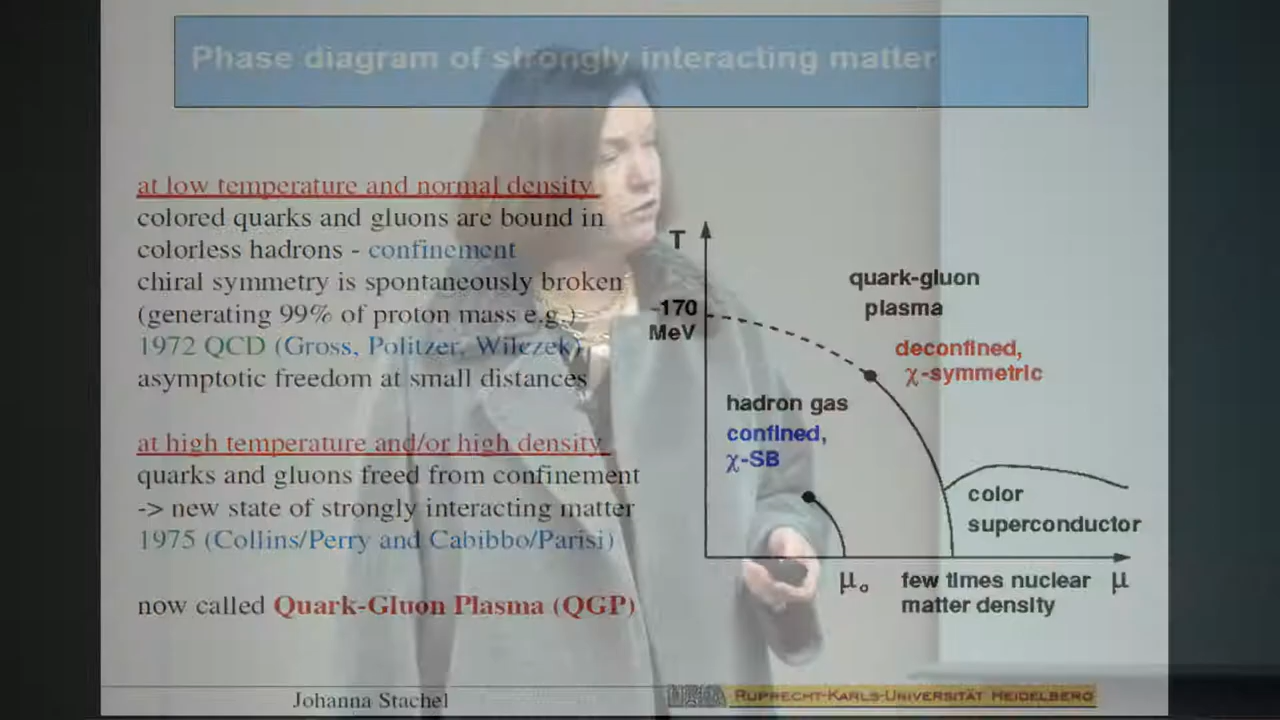 Phase diagram of strongly interacting matter
at low temperature and normal density
colored quarks and gluons are bound in
colorless hadrons - confinement
chiral symmetry is spontaneously broken
(generating 99% of proton mass e.g.)
1972 QCD (Gross, Politzer, Wilczek)
asymptotic freedom at small distances
at high temperature and/or high density
quarks and gluons freed from confinement
-> new state of strongly interacting matter
1975 (Collins/Perry and Cabibbo/Parisi)
now called Quark-Gluon Plasma (QGP)
T
~170
MeV
quark-gluon
plasma
deconfined,
χ-symmetric
hadron gas
confined,
χ-SB
color
superconductor
μₒ
few times nuclear
matter density
μ
Johanna Stachel
RUPRECHT-KARLS-UNIVERSITÄT HEIDELBERG